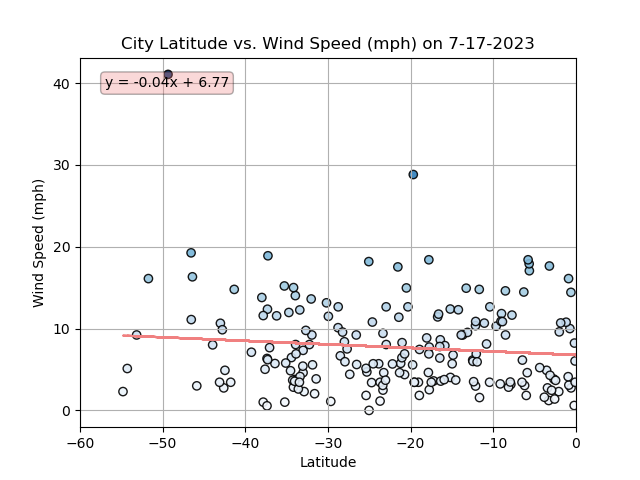 City Latitude vs. Wind Speed (mph) on 7-17-2023
y = -0.04x + 6.77
Wind Speed (mph)
40
30
20
10
0
−60 −50 −40 −30 −20 −10 0
Latitude